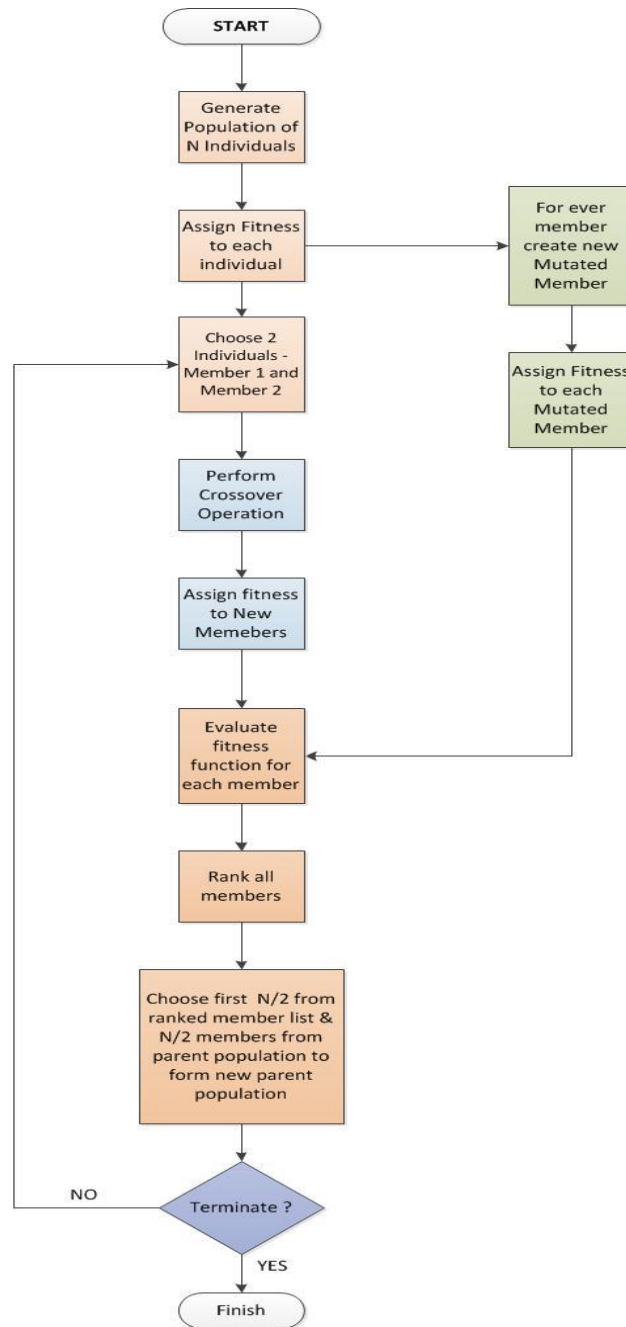 START
Generate
Population of
N Individuals
Assign Fitness
to each
individual
For ever
member
create new
Mutated
Member
Choose 2
Individuals -
Member 1 and
Member 2
Assign Fitness
to each
Mutated
Member
Perform
Crossover
Operation
Assign fitness
to New
Memebers
Evaluate
fitness
function for
each member
Rank all
members
Choose first N/2 from
ranked member list &
N/2 members from
parent population to
form new parent
population
NO
Terminate ?
YES
Finish